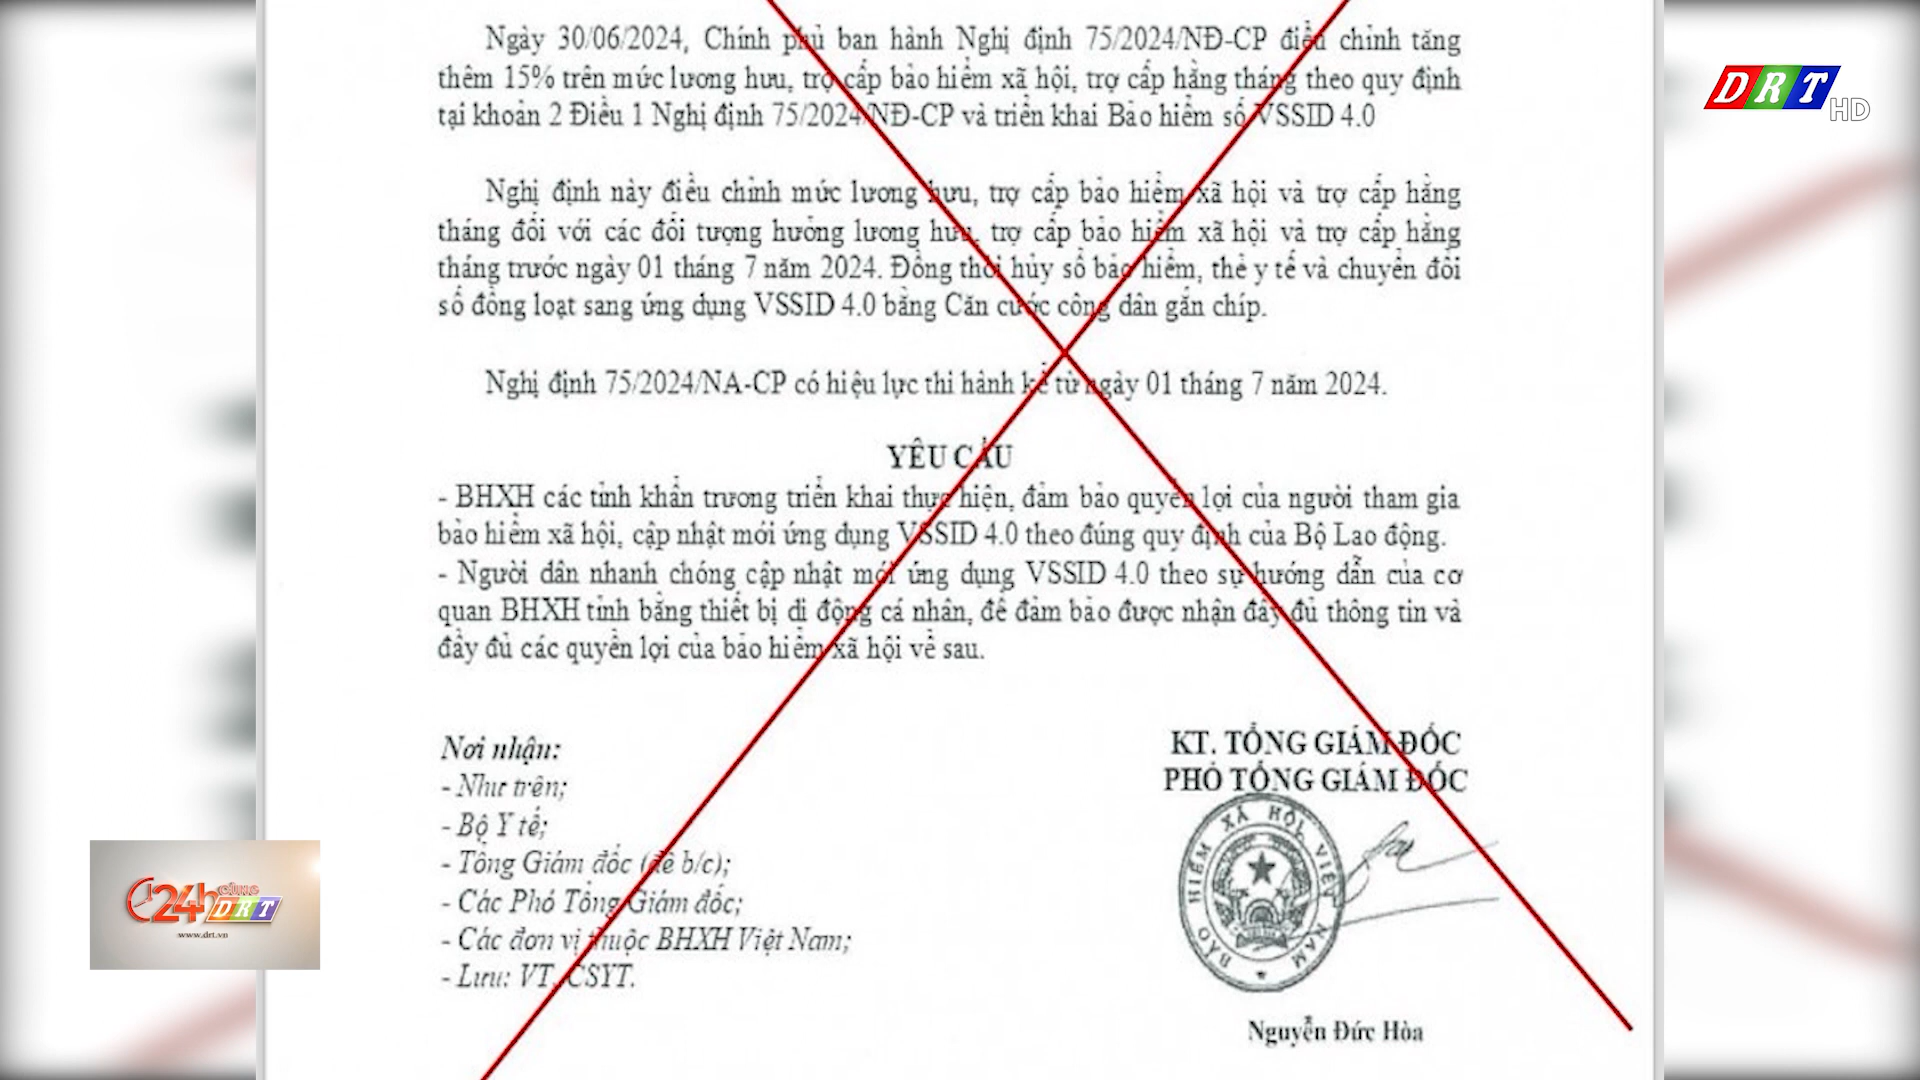 Ngày 30/06/2024, Chính phủ ban hành Nghị định 75/2024/NĐ-CP điều chỉnh tăng
thêm 15% trên mức lương hưu, trợ cấp bảo hiểm xã hội, trợ cấp hằng tháng theo quy định
tại khoản 2 Điều 1 Nghị định 75/2024/NĐ-CP và triển khai Bảo hiểm số VSSID 4.0
Nghị định này điều chỉnh mức lương hưu, trợ cấp bảo hiểm xã hội và trợ cấp hằng
tháng đối với các đối tượng hưởng lương hưu, trợ cấp bảo hiểm xã hội và trợ cấp hằng
tháng trước ngày 01 tháng 7 năm 2024. Đồng thời hủy sổ bảo hiểm, thẻ y tế và chuyển đổi
số đồng loạt sang ứng dụng VSSID 4.0 bằng Căn cước công dân gắn chíp.
Nghị định 75/2024/NA-CP có hiệu lực thi hành kể từ ngày 01 tháng 7 năm 2024.
YÊU CẦU
- BHXH các tỉnh khẩn trương triển khai thực hiện, đảm bảo quyền lợi của người tham gia
bảo hiểm xã hội, cập nhật mới ứng dụng VSSID 4.0 theo đúng quy định của Bộ Lao động.
- Người dân nhanh chóng cập nhật mới ứng dụng VSSID 4.0 theo sự hướng dẫn của cơ
quan BHXH tỉnh bằng thiết bị di động cá nhân, để đảm bảo được nhận đầy đủ thông tin và
đầy đủ các quyền lợi của bảo hiểm xã hội về sau.
Nơi nhận:
- Như trên;
- Bộ Y tế;
- Tổng Giám đốc (để b/c);
- Các Phó Tổng Giám đốc;
- Các đơn vị thuộc BHXH Việt Nam;
- Lưu: VT, CSYT.
KT. TỔNG GIÁM ĐỐC
PHÓ TỔNG GIÁM ĐỐC
BẢO HIỂM XÃ HỘI VIỆT NAM
Nguyễn Đức Hòa
DRT HD
24h cùng DRT
www.drt.vn